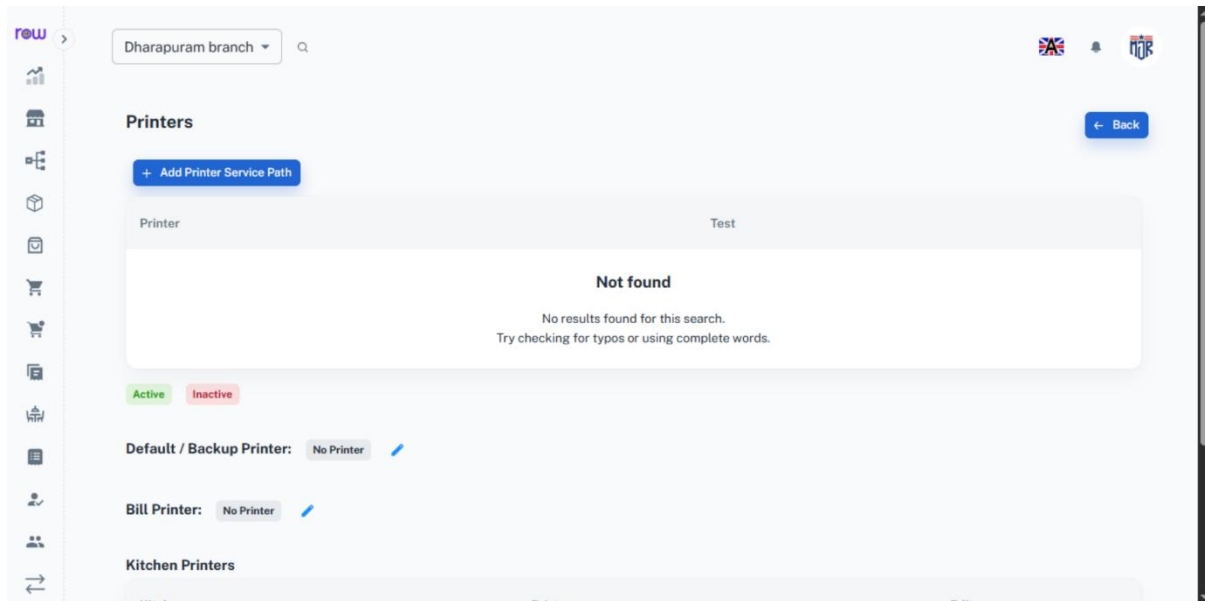 row
Dharapuram branch
A
MJR
Printers
← Back
+ Add Printer Service Path
Printer Test
Not found
No results found for this search.
Try checking for typos or using complete words.
Active Inactive
Default / Backup Printer: No Printer
Bill Printer: No Printer
Kitchen Printers